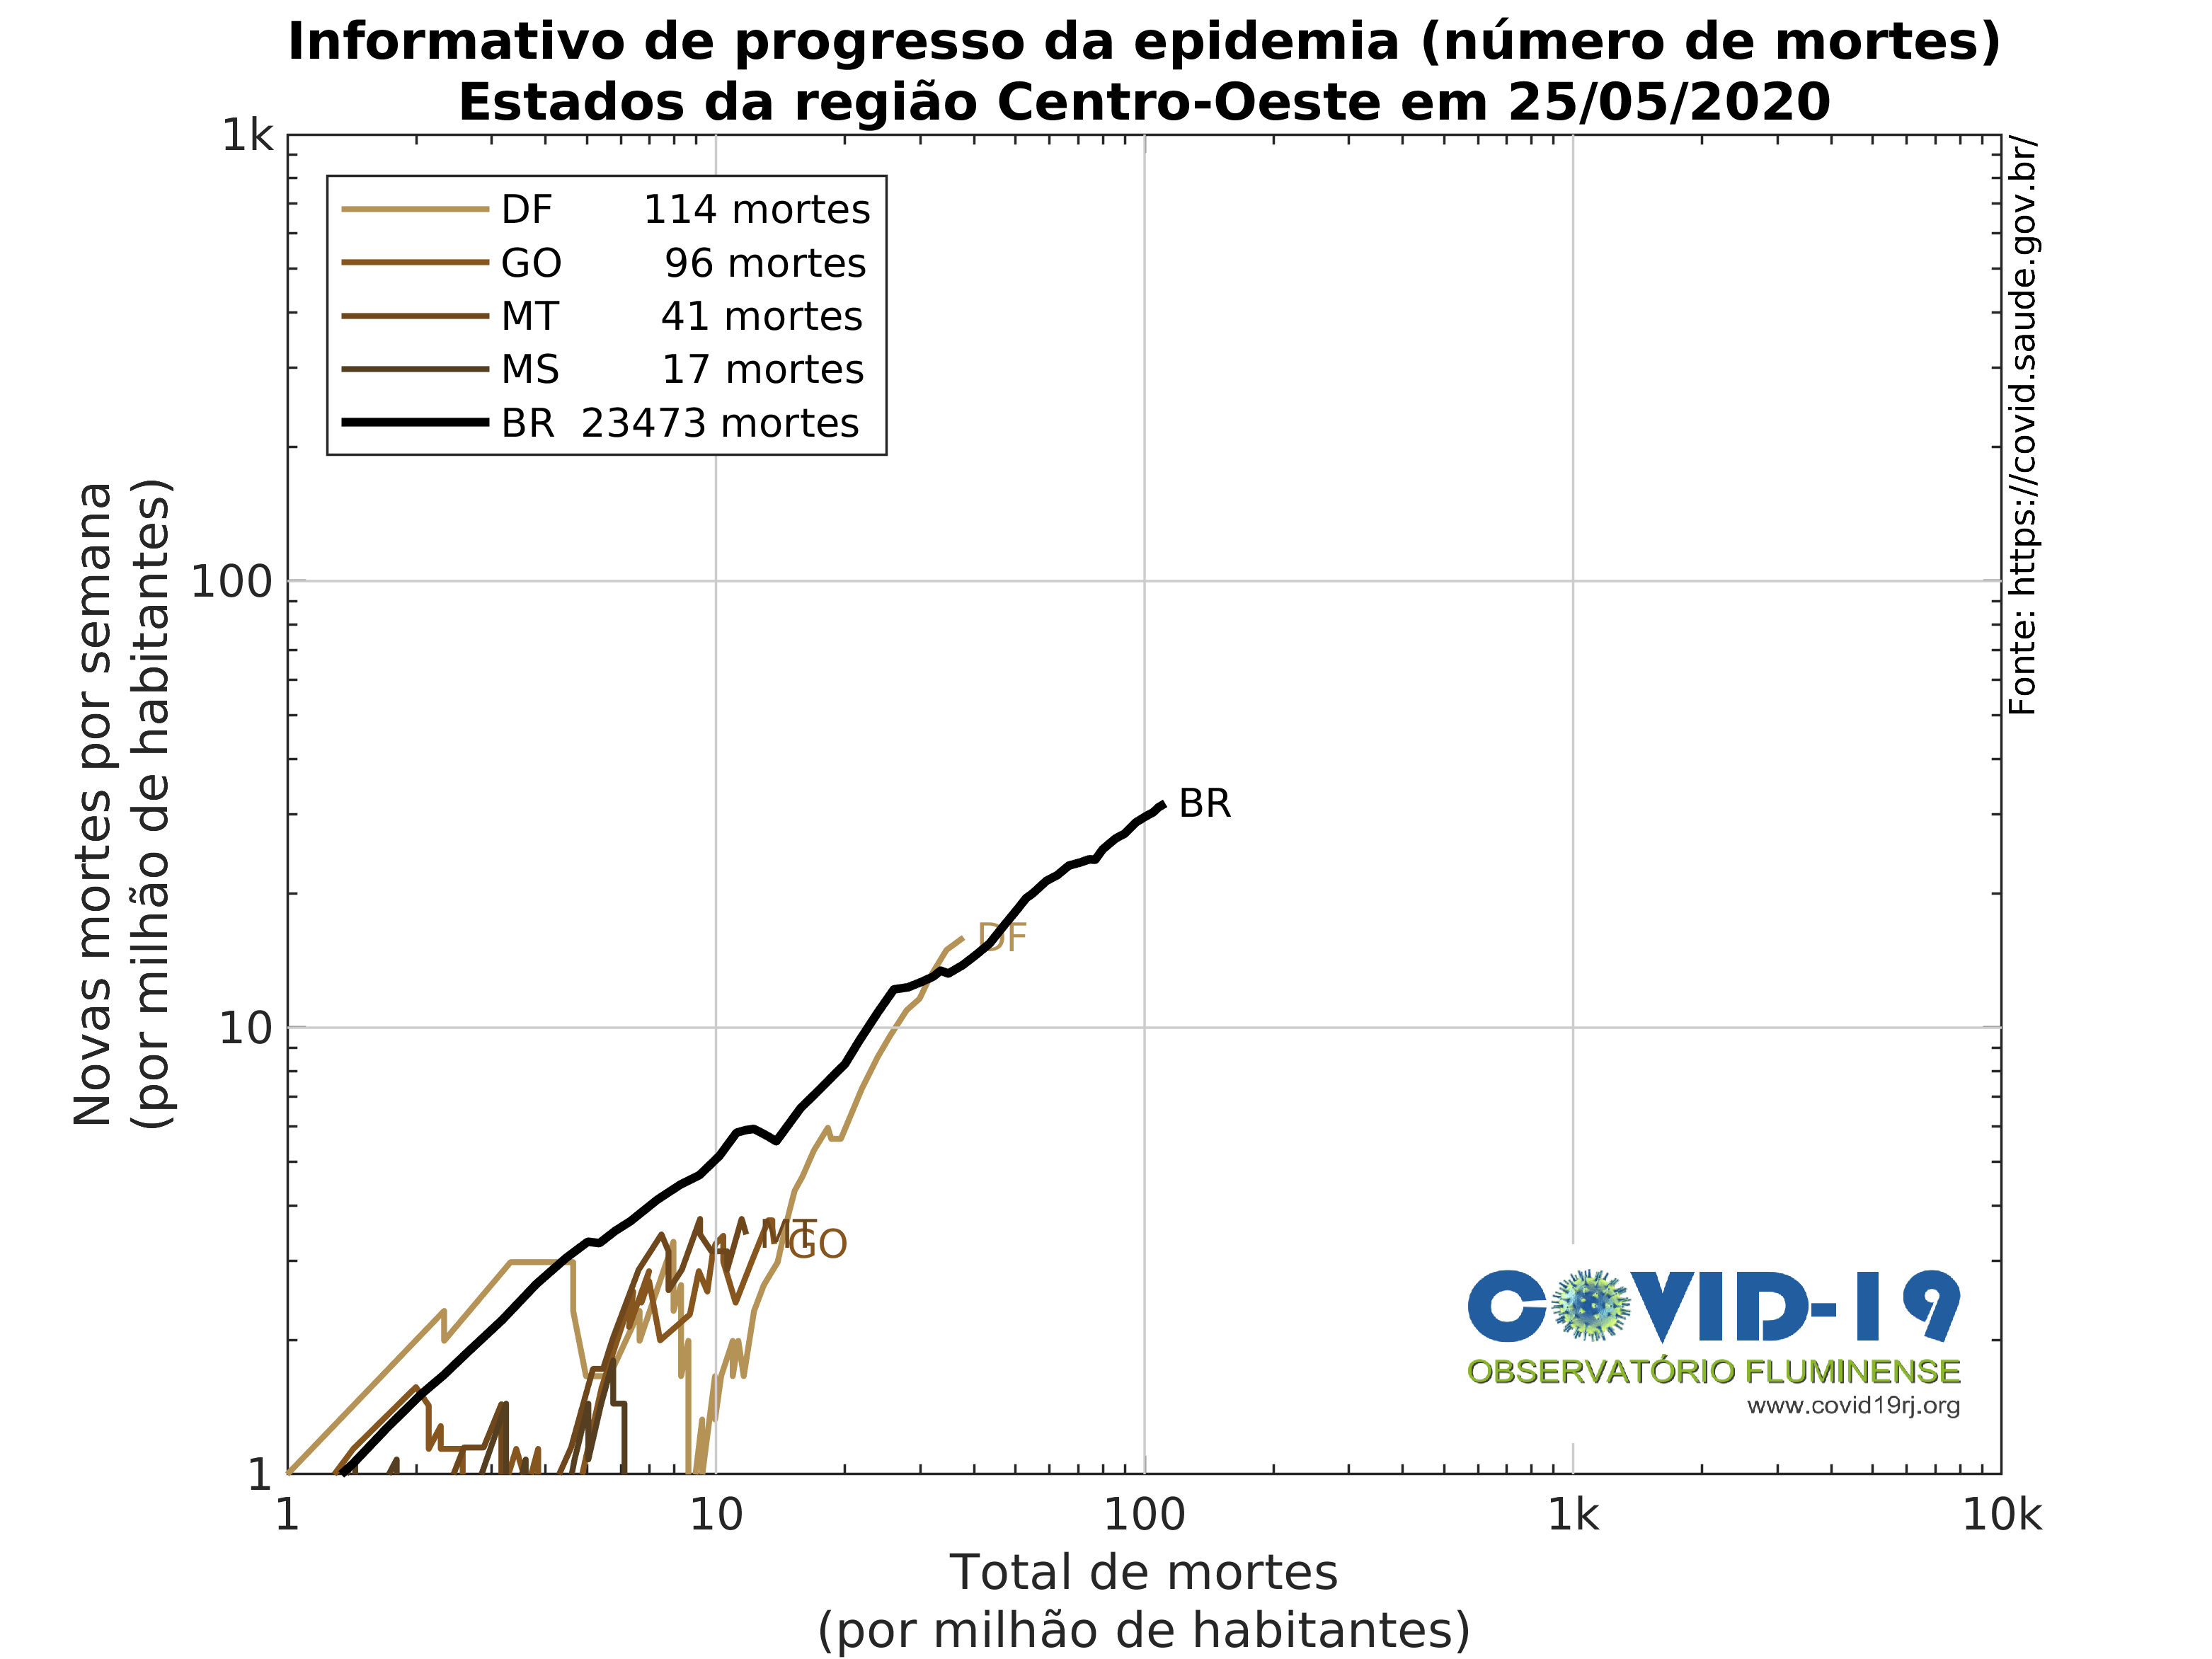 Informativo de progresso da epidemia (número de mortes)
Estados da região Centro-Oeste em 25/05/2020
1k
100
10
1
Novas mortes por semana
(por milhão de habitantes)
DF 114 mortes
GO 96 mortes
MT 41 mortes
MS 17 mortes
BR 23473 mortes
Fonte: https://covid.saude.gov.br/
BR
DF
MT
GO
COVID-19
OBSERVATÓRIO FLUMINENSE
www.covid19rj.org
1
10
100
1k
10k
Total de mortes
(por milhão de habitantes)